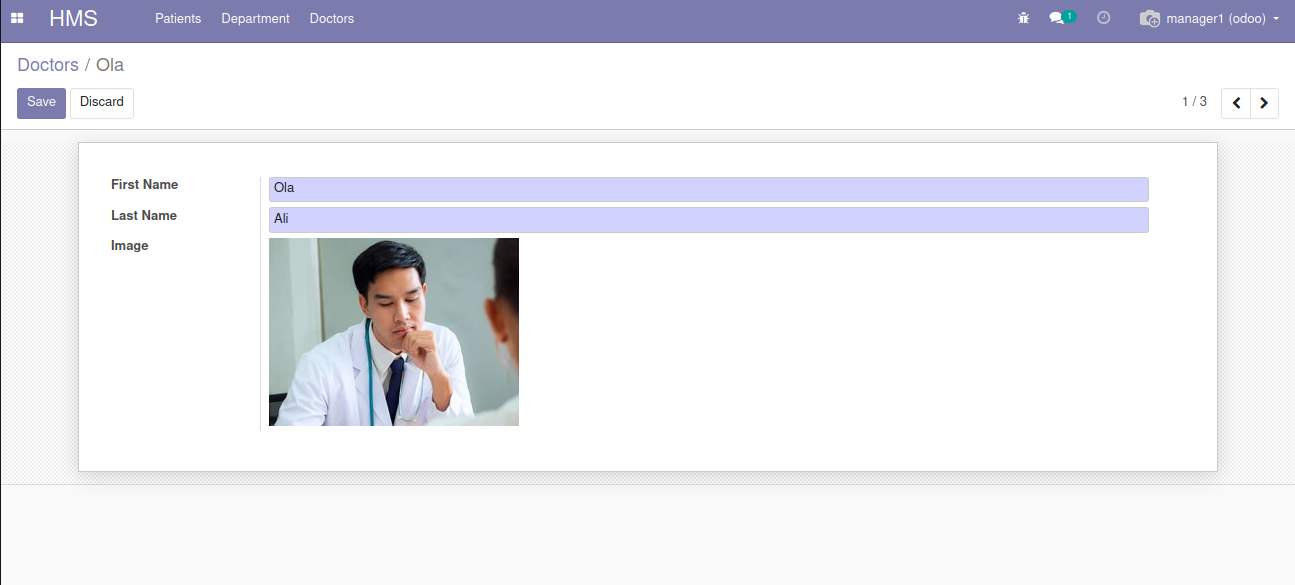 HMS Patients Department Doctors 1 manager1 (odoo)
Doctors / Ola
Save Discard 1 / 3
First Name Ola
Last Name Ali
Image